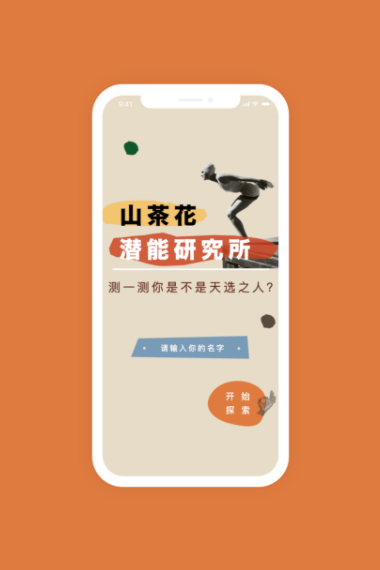 9:41
山茶花
潜能研究所
测一测你是不是天选之人?
请输入你的名字
开始
探索